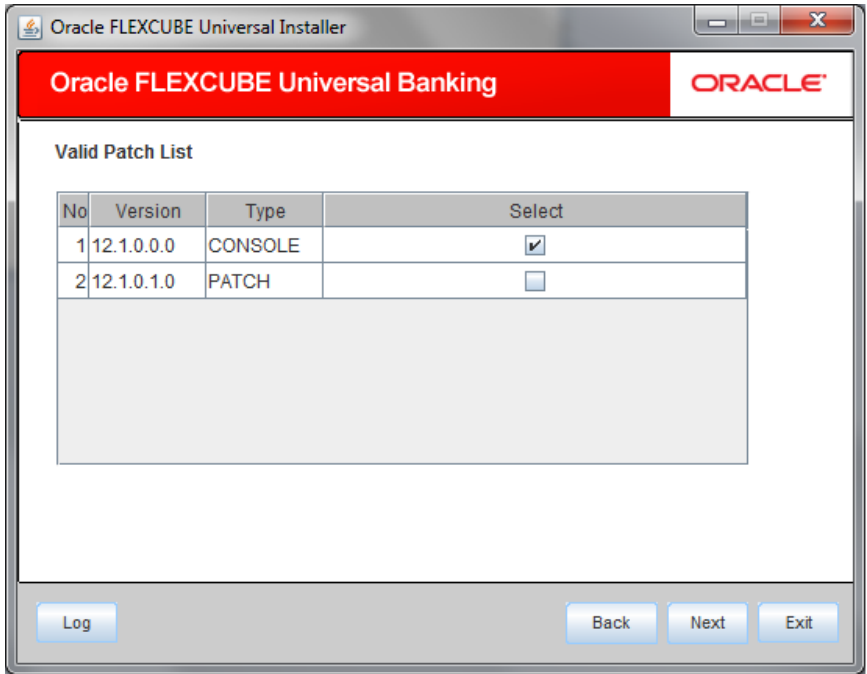 Oracle FLEXCUBE Universal Installer
Oracle FLEXCUBE Universal Banking ORACLE
Valid Patch List
No Version Type Select
1 12.1.0.0.0 CONSOLE
2 12.1.0.1.0 PATCH
Log Back Next Exit